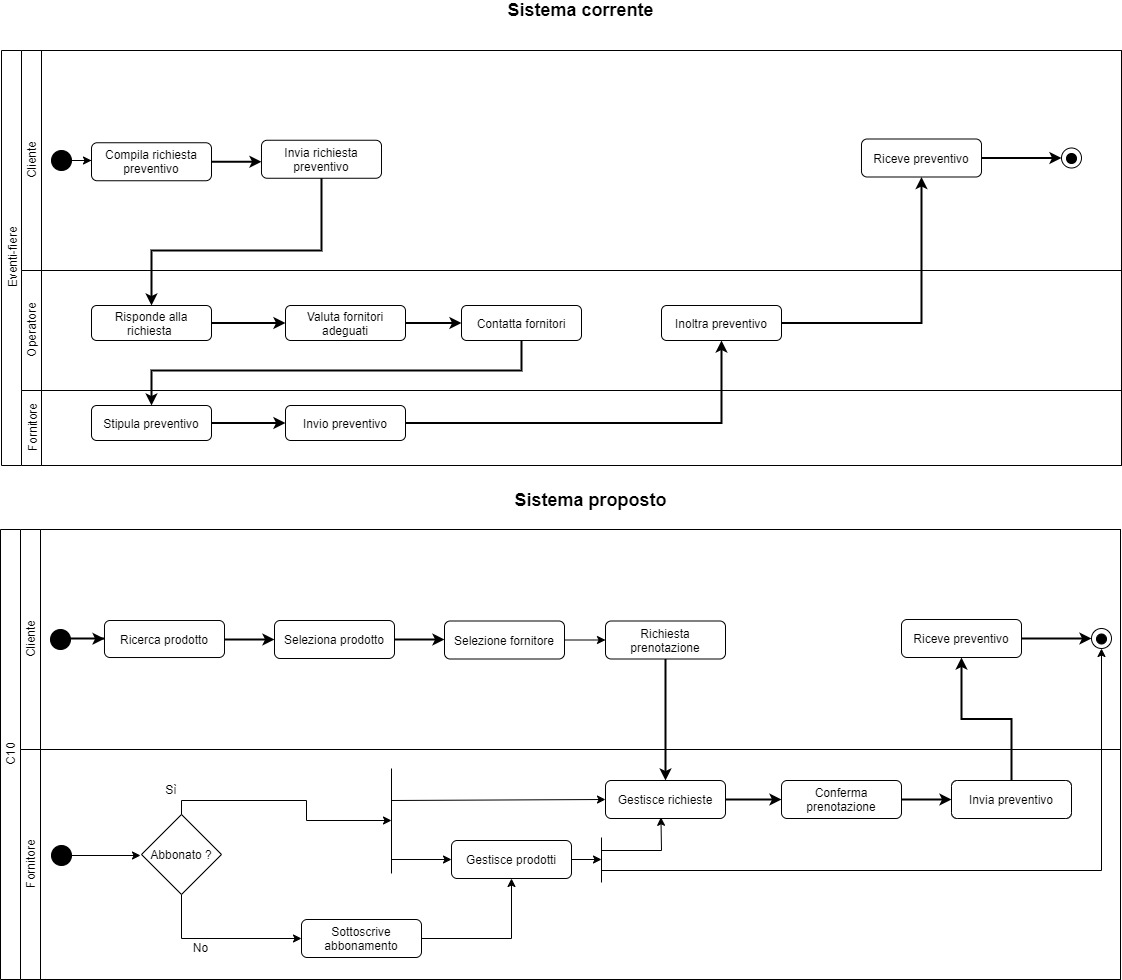 Sistema corrente
Eventi-fiere
Cliente
Compila richiesta
preventivo
Invia richiesta
preventivo
Riceve preventivo
Operatore
Risponde alla
richiesta
Valuta fornitori
adeguati
Contatta fornitori
Inoltra preventivo
Fornitore
Stipula preventivo
Invio preventivo
Sistema proposto
C10
Cliente
Ricerca prodotto
Seleziona prodotto
Selezione fornitore
Richiesta
prenotazione
Riceve preventivo
Fornitore
Sì
Abbonato ?
No
Sottoscrive
abbonamento
Gestisce prodotti
Gestisce richieste
Conferma
prenotazione
Invia preventivo